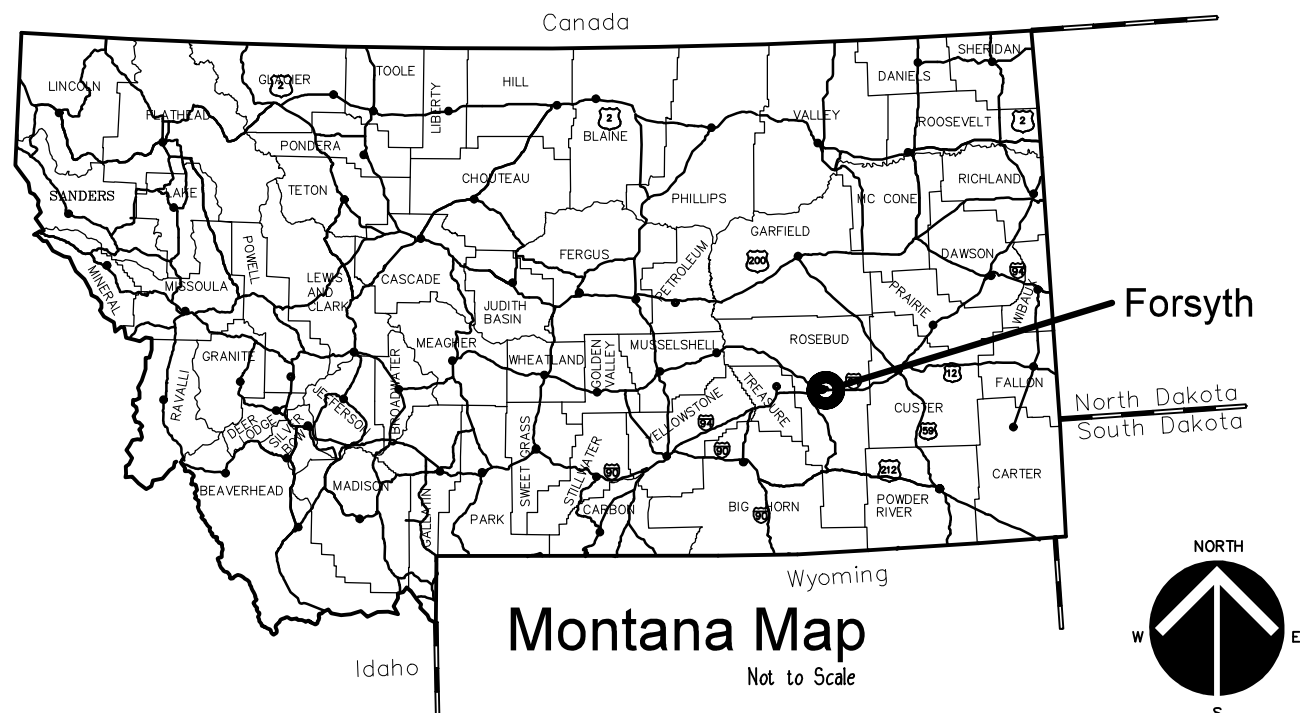 Canada
SHERIDAN
TOOLE
DANIELS
GLACIER
2
HILL
LINCOLN
LIBERTY
FLATHEAD
2
BLAINE
VALLEY
ROOSEVELT
2
PONDERA
CHOUTEAU
RICHLAND
SANDERS
LAKE
TETON
PHILLIPS
MC CONE
GARFIELD
POWELL
FERGUS
200
DAWSON
94
MINERAL
MISSOULA
LEWIS
AND
CLARK
CASCADE
JUDITH
BASIN
PETROLEUM
PRAIRIE
WIBAUX
Forsyth
GRANITE
MEAGHER
WHEATLAND
GOLDEN
VALLEY
MUSSELSHELL
ROSEBUD
12
FALLON
RAVALLI
JEFFERSON
BROADWATER
TREASURE
CUSTER
North Dakota
South Dakota
DEER
LODGE
SILVER
BOW
YELLOWSTONE
94
59
90
SWEET GRASS
STILLWATER
90
212
CARTER
BEAVERHEAD
MADISON
GALLATIN
PARK
CARBON
BIG HORN
90
POWDER
RIVER
Wyoming
NORTH
Montana Map
W
E
Idaho
Not to Scale
S